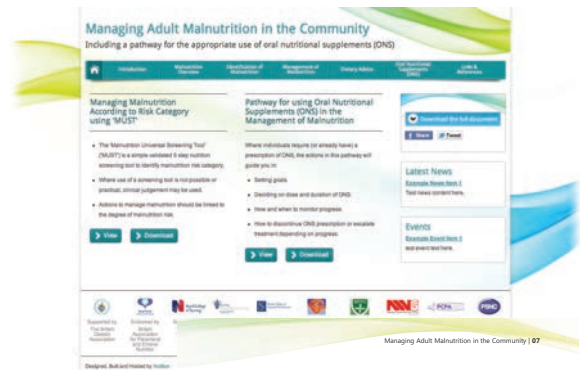 Managing Adult Malnutrition in the Community
Including a pathway for the appropriate use of oral nutritional supplements (ONS)
Introduction
Malnutrition
Overview
Identification of
Malnutrition
Management of
Malnutrition
Dietary Advice
Oral Nutritional
Supplements
(ONS)
Links &
References
Managing Malnutrition
According to Risk Category
using 'MUST'
• The 'Malnutrition Universal Screening Tool'
('MUST') is a simple validated 5 step nutrition
screening tool to identify malnutrition risk category.
• Where use of a screening tool is not possible or
practical, clinical judgement may be used.
• Actions to manage malnutrition should be linked to
the degree of malnutrition risk.
View
Download
Pathway for using Oral Nutritional
Supplements (ONS) in the
Management of Malnutrition
Where individuals require (or already have) a
prescription of ONS, the actions in this pathway will
guide you in:
• Setting goals.
• Deciding on dose and duration of ONS.
• How and when to monitor progress.
• How to discontinue ONS prescription or escalate
treatment depending on progress.
View
Download
Download the full document
Share
Tweet
Latest News
Example News Item 1
Test news content here.
Events
Example Event Item 1
test event text here.
NNNG
PCPA
PSNC
Supported by
The British
Dietetic
Association
Endorsed by
British
Association
for Parenteral
and Enteral
Nutrition
Managing Adult Malnutrition in the Community | 07
Designed, Built and Hosted by